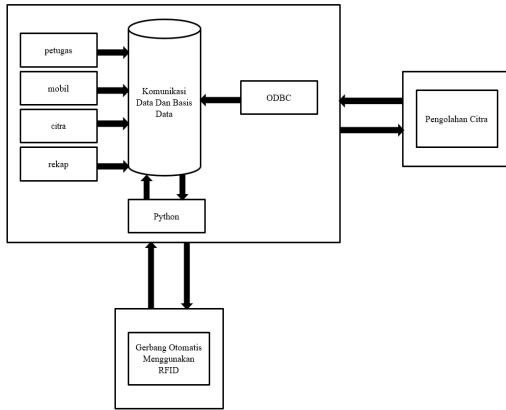 petugas
mobil
citra
rekap
Komunikasi
Data Dan Basis
Data
ODBC
Python
Pengolahan Citra
Gerbang Otomatis
Menggunakan
RFID